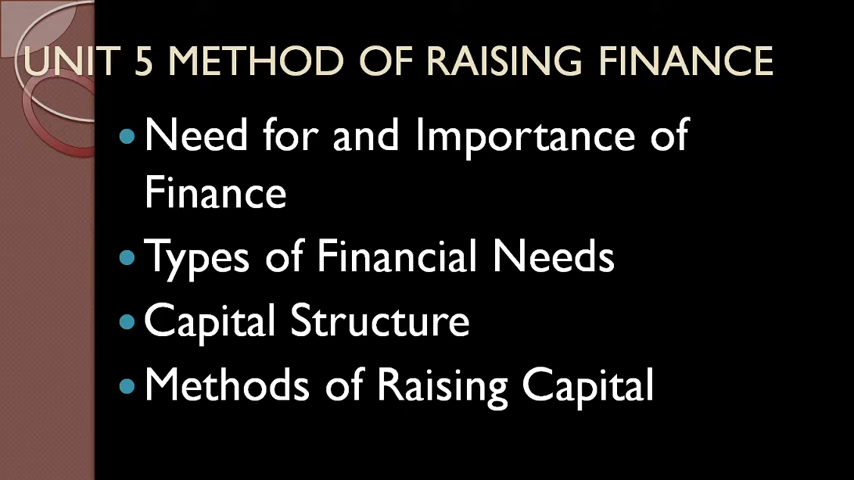 UNIT 5 METHOD OF RAISING FINANCE
• Need for and Importance of
Finance
• Types of Financial Needs
• Capital Structure
• Methods of Raising Capital